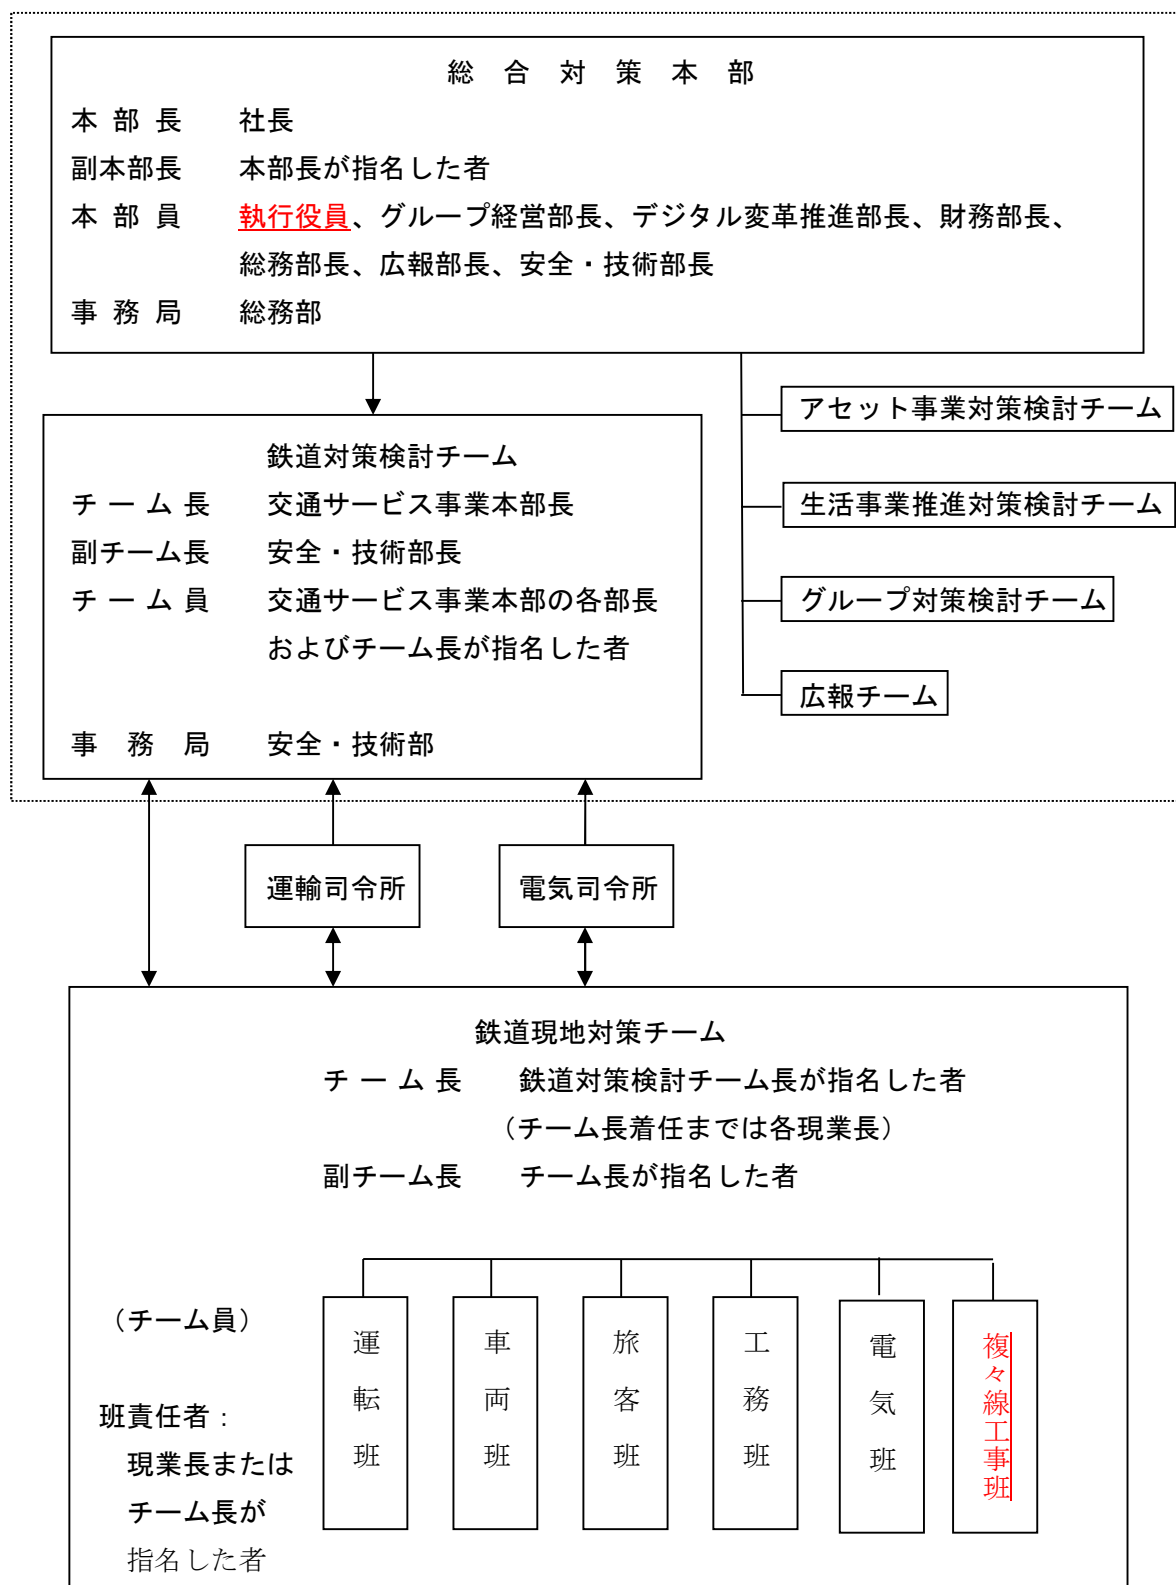 総　合　対　策　本　部
本 部 長　社長
副本部長　本部長が指名した者
本 部 員　執行役員、グループ経営部長、デジタル変革推進部長、財務部長、
総務部長、広報部長、安全・技術部長
事 務 局　総務部
アセット事業対策検討チーム
生活事業推進対策検討チーム
グループ対策検討チーム
広報チーム
鉄道対策検討チーム
チ ー ム 長　交通サービス事業本部長
副チーム長　安全・技術部長
チ ー ム 員　交通サービス事業本部の各部長
およびチーム長が指名した者
事　務　局　安全・技術部
運輸司令所
電気司令所
鉄道現地対策チーム
チ ー ム 長　鉄道対策検討チーム長が指名した者
（チーム長着任までは各現業長）
副チーム長　チーム長が指名した者
（チーム員）
班責任者：
現業長または
チーム長が
指名した者
運転班
車両班
旅客班
工務班
電気班
複々線工事班